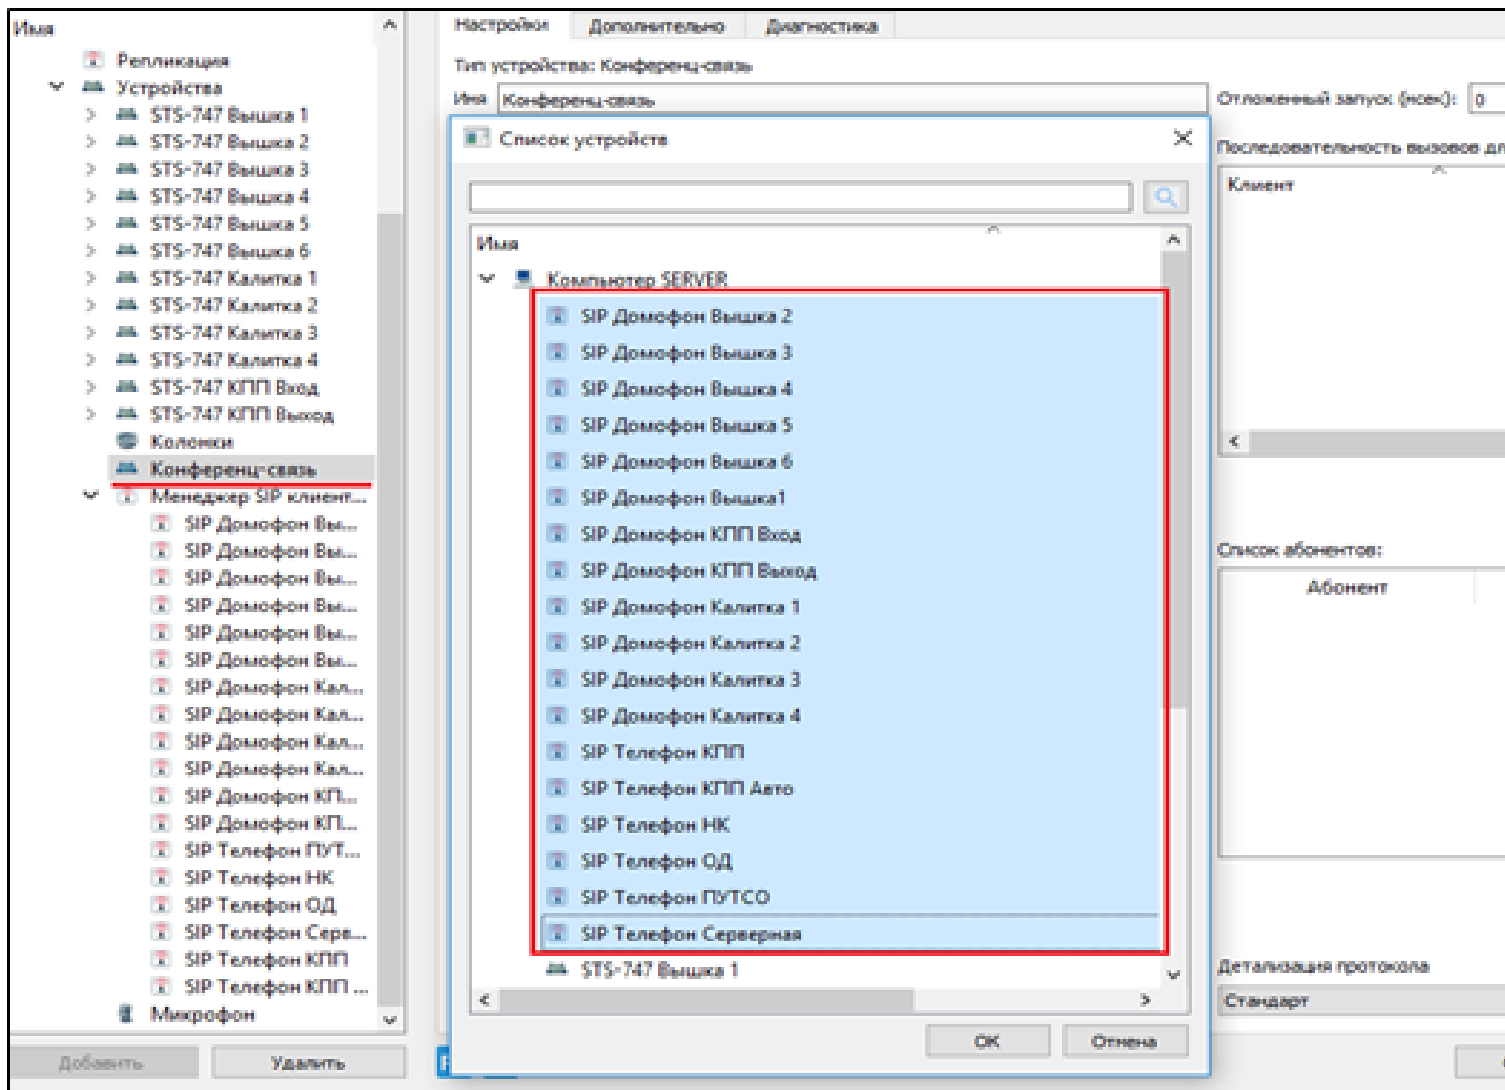 Имя
Репликация
Устройства
STS-747 Вышка 1
STS-747 Вышка 2
STS-747 Вышка 3
STS-747 Вышка 4
STS-747 Вышка 5
STS-747 Вышка 6
STS-747 Калитка 1
STS-747 Калитка 2
STS-747 Калитка 3
STS-747 Калитка 4
STS-747 КПП Вход
STS-747 КПП Выход
Колонки
Конференц-связь
Менеджер SIP клиент...
SIP Домофон Вы...
SIP Домофон Вы...
SIP Домофон Вы...
SIP Домофон Вы...
SIP Домофон Вы...
SIP Домофон Вы...
SIP Домофон Кал...
SIP Домофон Кал...
SIP Домофон Кал...
SIP Домофон Кал...
SIP Домофон КП...
SIP Домофон КП...
SIP Телефон ПУТ...
SIP Телефон НК
SIP Телефон ОД
SIP Телефон Серв...
SIP Телефон КПП
SIP Телефон КПП ...
Микрофон
Добавить Удалить
Настройки Дополнительно Диагностика
Тип устройства: Конференц-связь
Имя Конференц-связь
Отложенный запуск (мсек): 0
Список устройств
Имя
Компьютер SERVER
SIP Домофон Вышка 2
SIP Домофон Вышка 3
SIP Домофон Вышка 4
SIP Домофон Вышка 5
SIP Домофон Вышка 6
SIP Домофон Вышка1
SIP Домофон КПП Вход
SIP Домофон КПП Выход
SIP Домофон Калитка 1
SIP Домофон Калитка 2
SIP Домофон Калитка 3
SIP Домофон Калитка 4
SIP Телефон КПП
SIP Телефон КПП Авто
SIP Телефон НК
SIP Телефон ОД
SIP Телефон ПУТСО
SIP Телефон Серверная
STS-747 Вышка 1
ОК Отмена
Последовательность вызовов дл
Клиент
Список абонентов:
Абонент
Детализация протокола
Стандарт